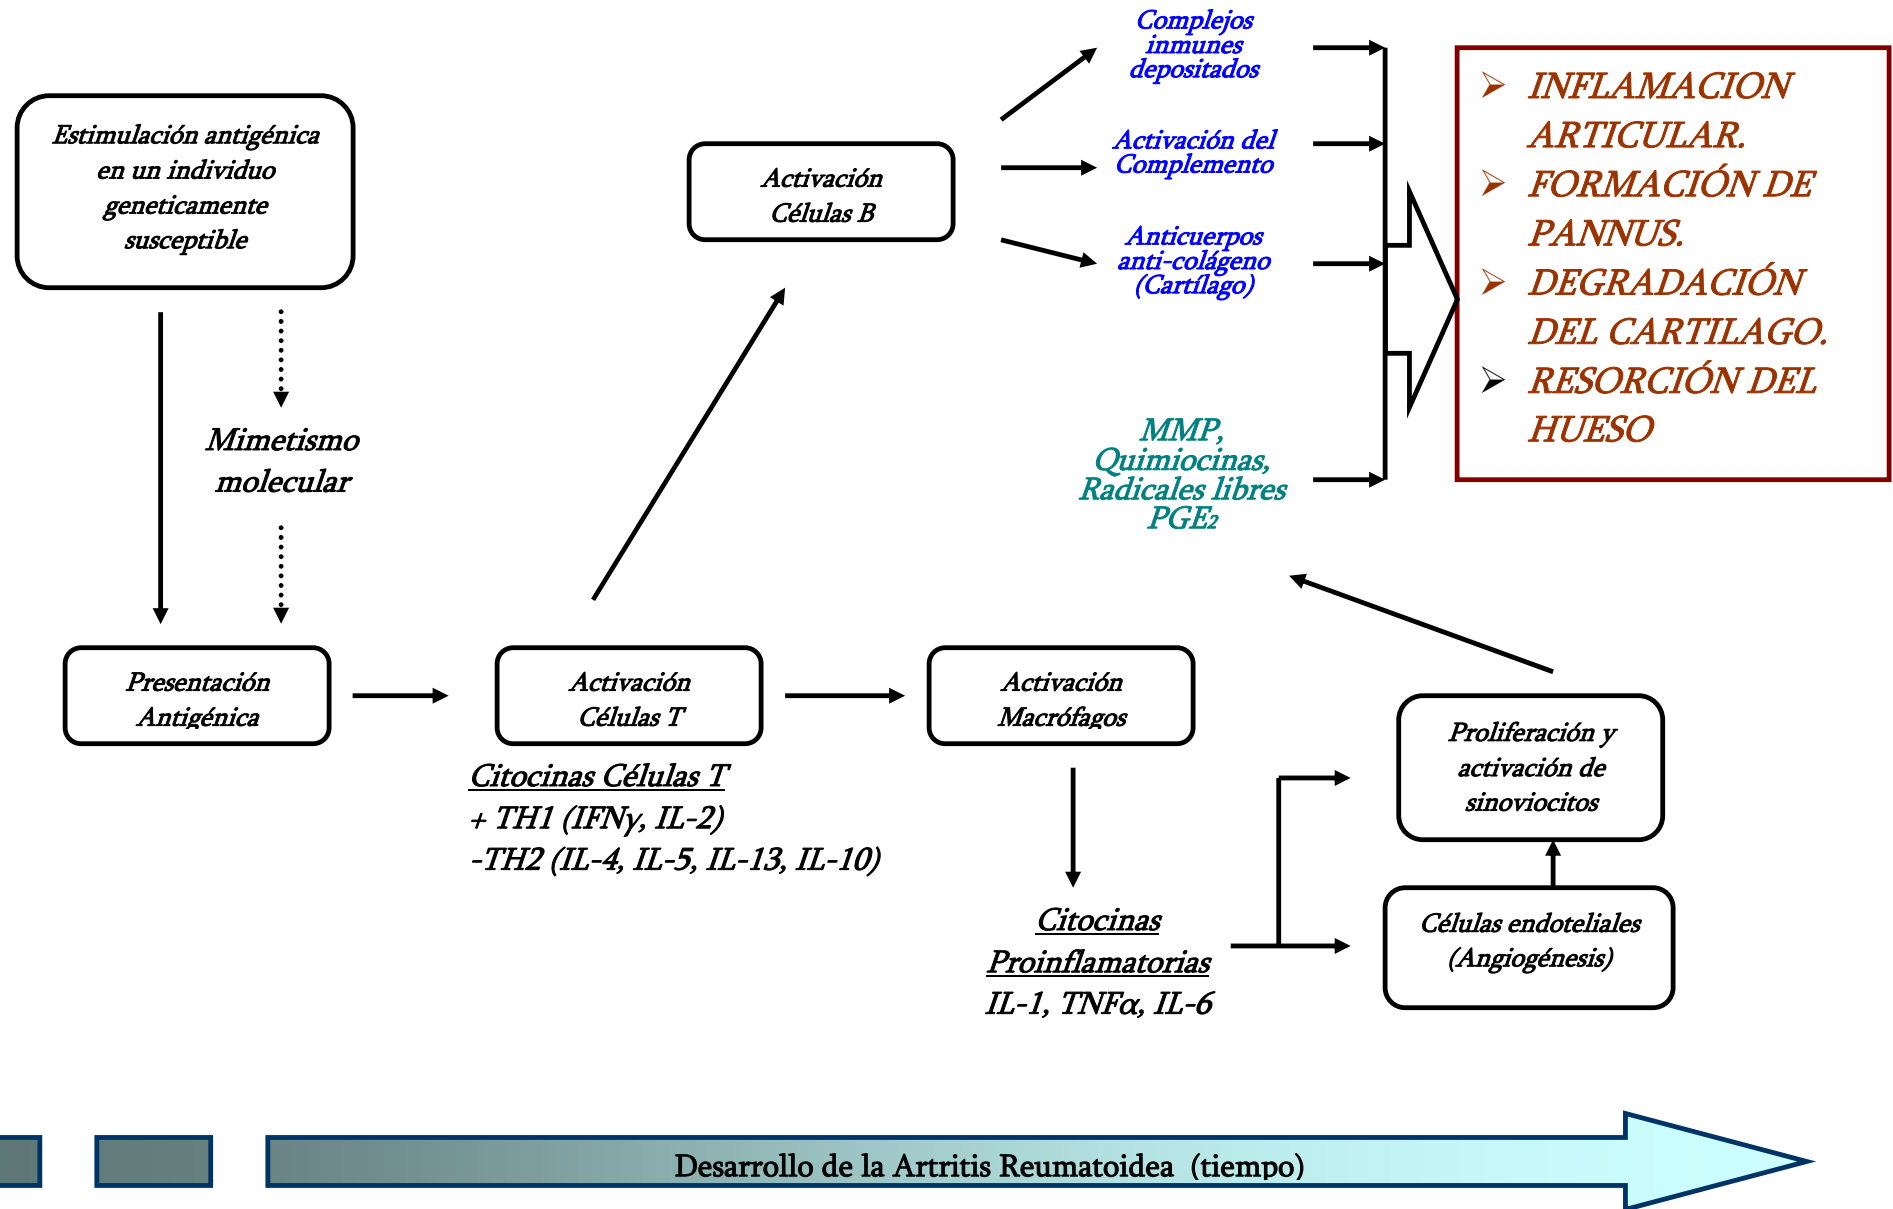 Estimulación antigénica
en un individuo
geneticamente
susceptible
Mimetismo
molecular
Presentación
Antigénica
Activación
Células T
Citocinas Células T
+ TH1 (IFNγ, IL-2)
-TH2 (IL-4, IL-5, IL-13, IL-10)
Activación
Células B
Complejos
inmunes
depositados
Activación del
Complemento
Anticuerpos
anti-colágeno
(Cartílago)
MMP,
Quimiocinas,
Radicales libres
PGE₂
Activación
Macrófagos
Citocinas
Proinflamatorias
IL-1, TNFα, IL-6
Proliferación y
activación de
sinoviocitos
Células endoteliales
(Angiogénesis)
INFLAMACION
ARTICULAR.
FORMACIÓN DE
PANNUS.
DEGRADACIÓN
DEL CARTILAGO.
RESORCIÓN DEL
HUESO
Desarrollo de la Artritis Reumatoidea (tiempo)